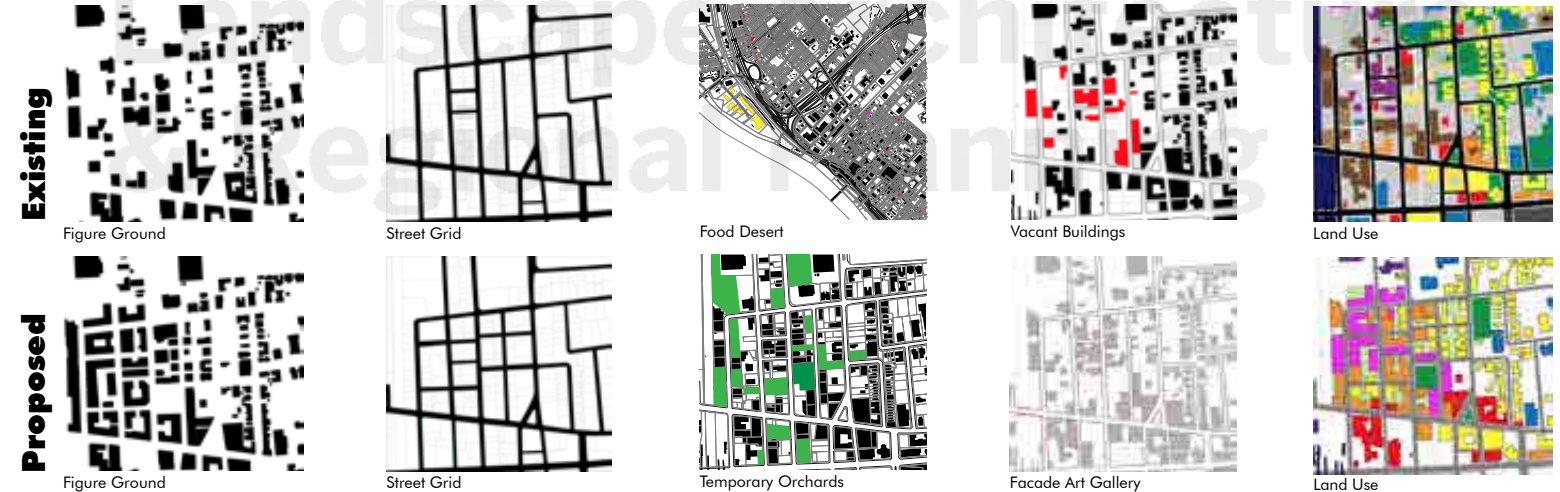 Landscape Architecture
& Regional Planning
Existing
Figure Ground
Street Grid
Food Desert
Vacant Buildings
Land Use
Proposed
Figure Ground
Street Grid
Temporary Orchards
Facade Art Gallery
Land Use